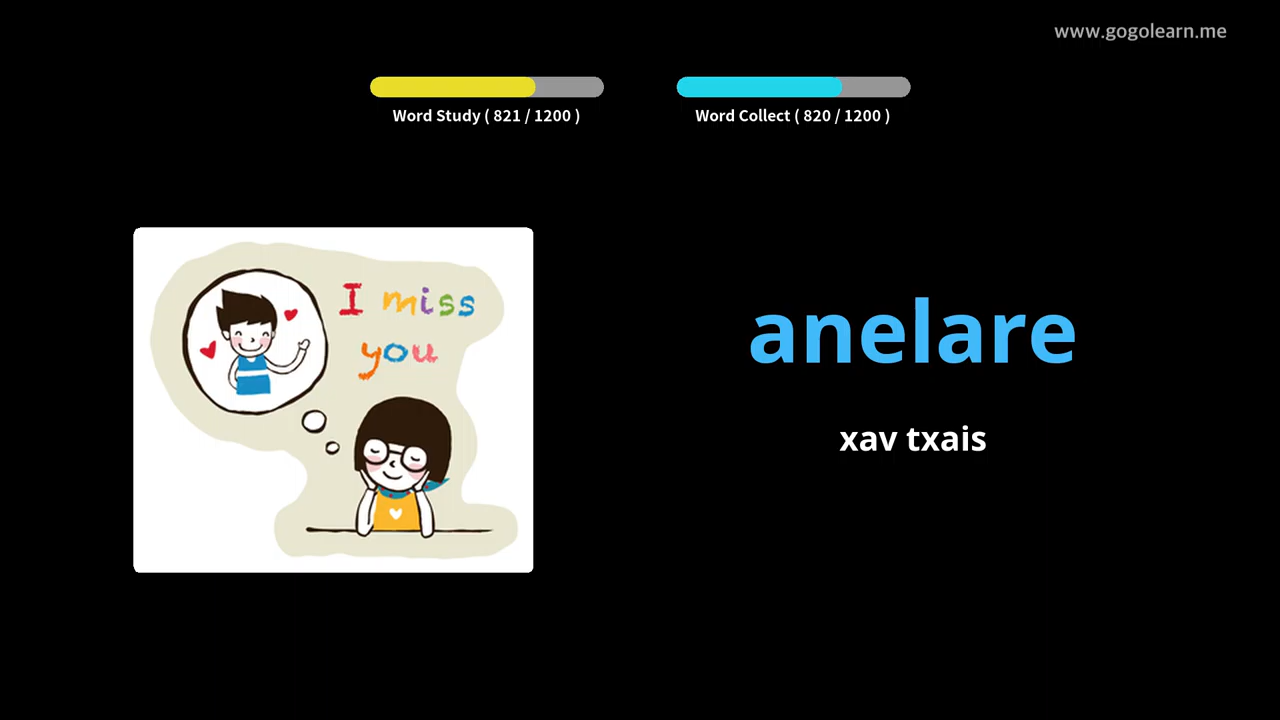 www.gogolearn.me
Word Study ( 821 / 1200 )
Word Collect ( 820 / 1200 )
I miss
you
anelare
xav txais